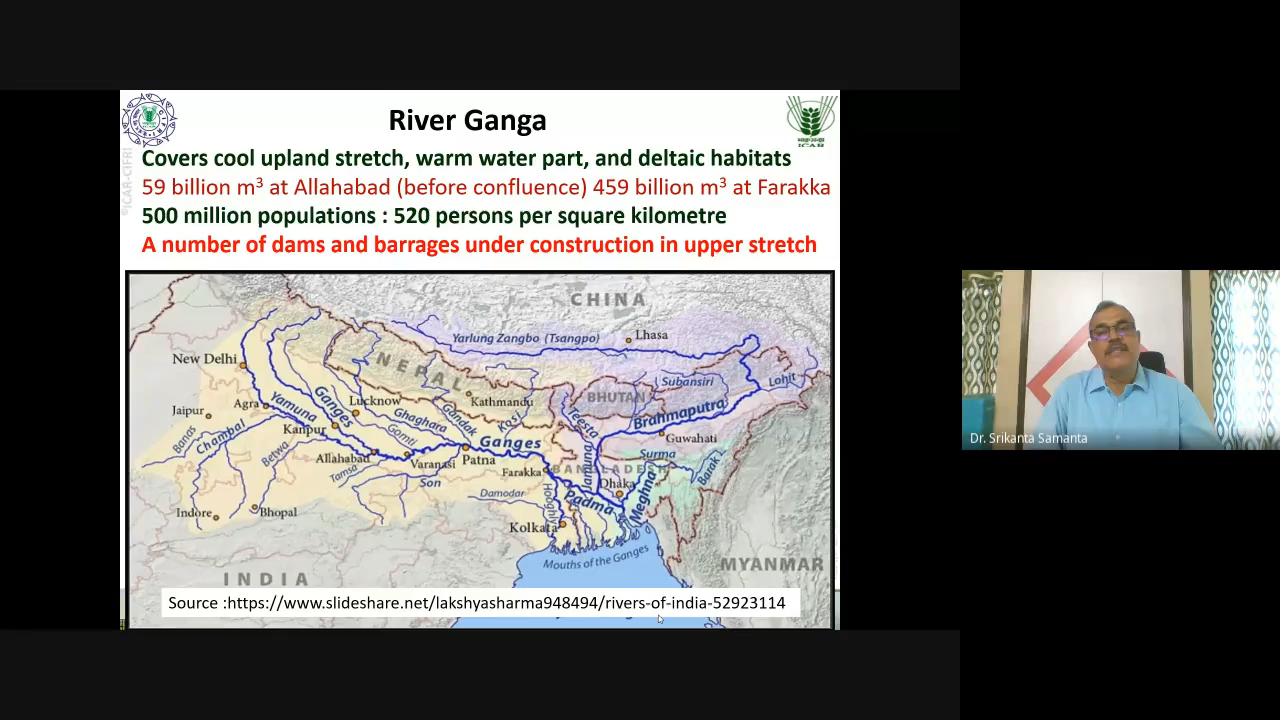 River Ganga
ICAR
©ICAR-CIFRI
Covers cool upland stretch, warm water part, and deltaic habitats
59 billion m³ at Allahabad (before confluence) 459 billion m³ at Farakka
500 million populations : 520 persons per square kilometre
A number of dams and barrages under construction in upper stretch
CHINA
Yarlung Zangbo (Tsangpo)
Lhasa
New Delhi
NEPAL
Subansiri
Lohit
BHUTAN
Jaipur
Agra
Yamuna
Ganges
Lucknow
Kathmandu
Brahmaputra
Banas
Chambal
Kanpur
Ghaghara
Gandak
Kosi
Teesta
Gomti
Ganges
Guwahati
Betwa
Allahabad
Varanasi
Patna
Surma
Tamsa
Farakka
BANGLADESH
Barak
Son
Jamuna
Dhaka
Damodar
Hooghly
Padma
Meghna
Indore
Bhopal
Kolkata
Mouths of the Ganges
INDIA
MYANMAR
Source :https://www.slideshare.net/lakshyasharma948494/rivers-of-india-52923114
Dr. Srikanta Samanta